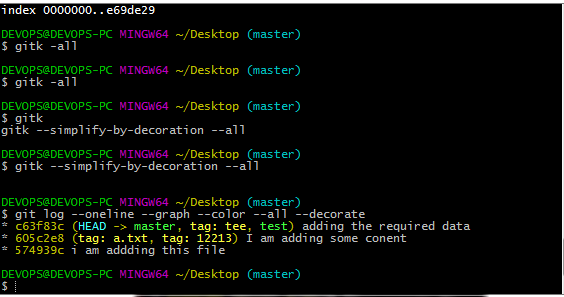 index 0000000..e69de29
DEVOPS@DEVOPS-PC MINGW64 ~/Desktop (master)
$ gitk -all
DEVOPS@DEVOPS-PC MINGW64 ~/Desktop (master)
$ gitk -all
DEVOPS@DEVOPS-PC MINGW64 ~/Desktop (master)
$ gitk
gitk --simplify-by-decoration --all
DEVOPS@DEVOPS-PC MINGW64 ~/Desktop (master)
$ gitk --simplify-by-decoration --all
DEVOPS@DEVOPS-PC MINGW64 ~/Desktop (master)
$ git log --oneline --graph --color --all --decorate
* c63f83c (HEAD -> master, tag: tee, test) adding the required data
* 605c2e8 (tag: a.txt, tag: 12213) I am adding some conent
* 574939c i am addding this file
DEVOPS@DEVOPS-PC MINGW64 ~/Desktop (master)
$